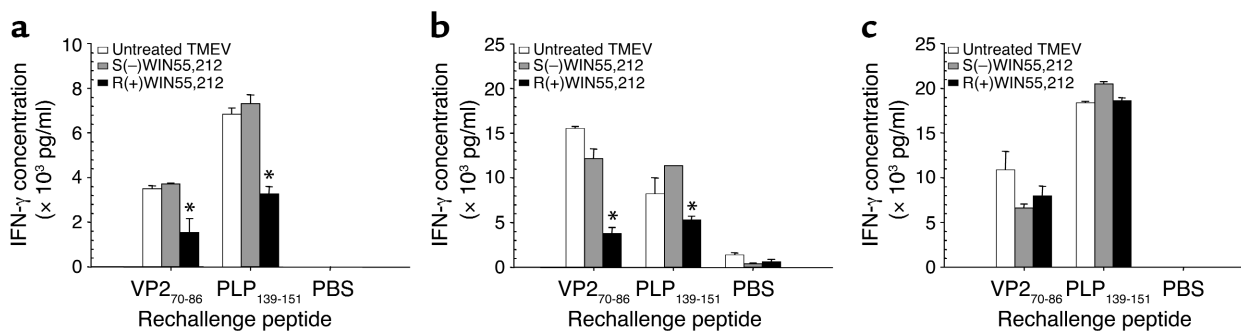 a
Untreated TMEV
S(−)WIN55,212
R(+)WIN55,212
IFN-γ concentration
(× 10³ pg/ml)
10
8
6
4
2
0
*
*
VP2₇₀₋₈₆ PLP₁₃₉₋₁₅₁ PBS
Rechallenge peptide
b
Untreated TMEV
S(−)WIN55,212
R(+)WIN55,212
IFN-γ concentration
(× 10³ pg/ml)
25
20
15
10
5
0
*
*
VP2₇₀₋₈₆ PLP₁₃₉₋₁₅₁ PBS
Rechallenge peptide
c
Untreated TMEV
S(−)WIN55,212
R(+)WIN55,212
IFN-γ concentration
(× 10³ pg/ml)
25
20
15
10
5
0
VP2₇₀₋₈₆ PLP₁₃₉₋₁₅₁ PBS
Rechallenge peptide